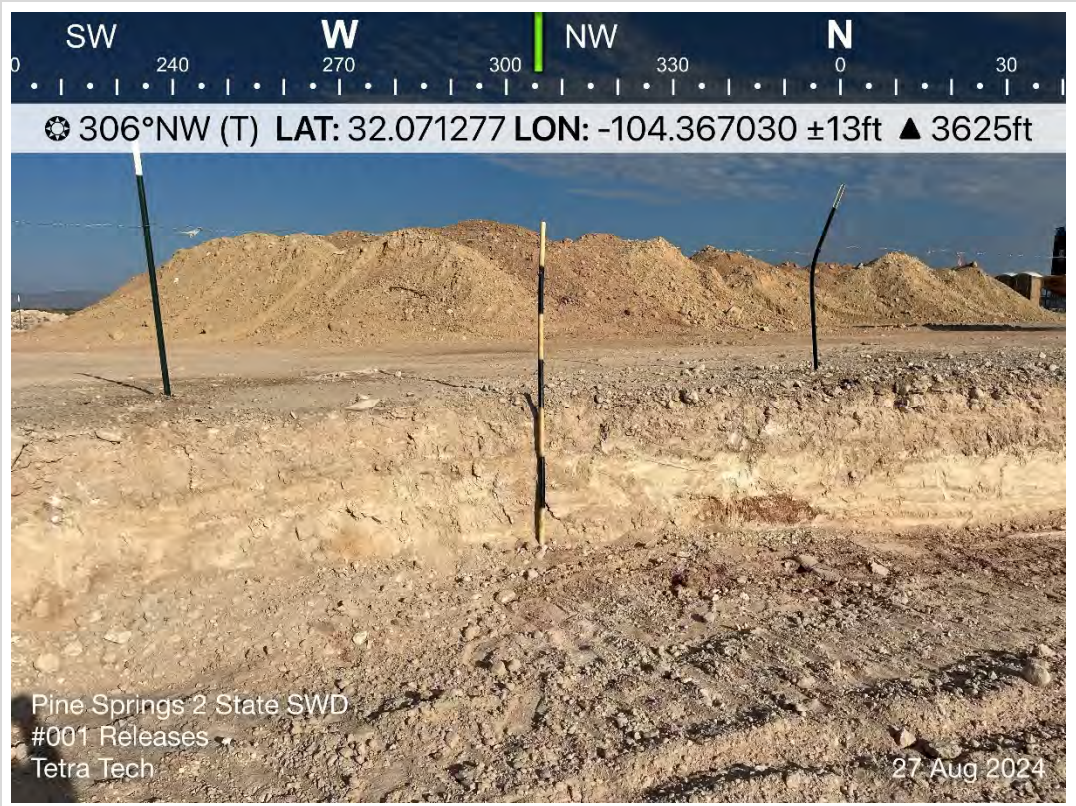 SW W NW N
0 240 270 300 330 0 30
306°NW (T) LAT: 32.071277 LON: -104.367030 ±13ft ▲ 3625ft
Pine Springs 2 State SWD
#001 Releases
Tetra Tech
27 Aug 2024